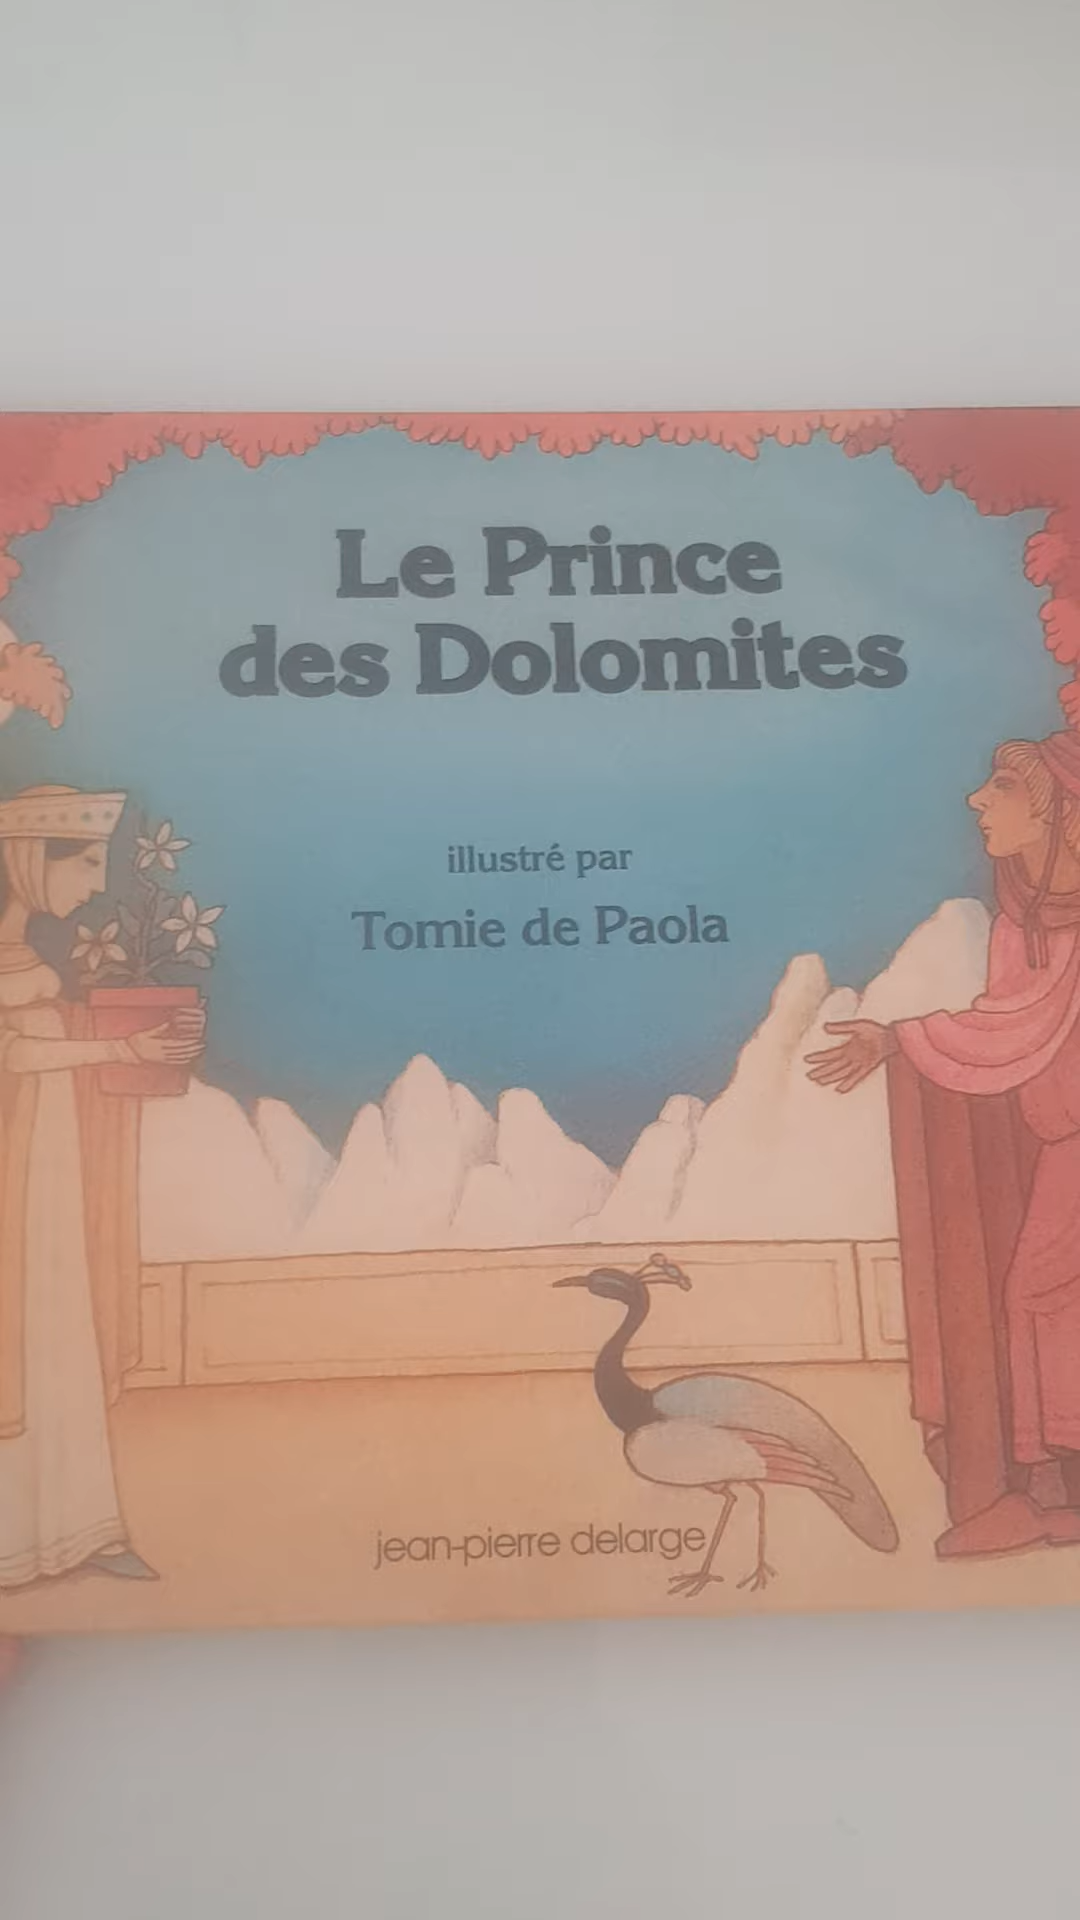 Le Prince
des Dolomites
illustré par
Tomie de Paola
jean-pierre delarge